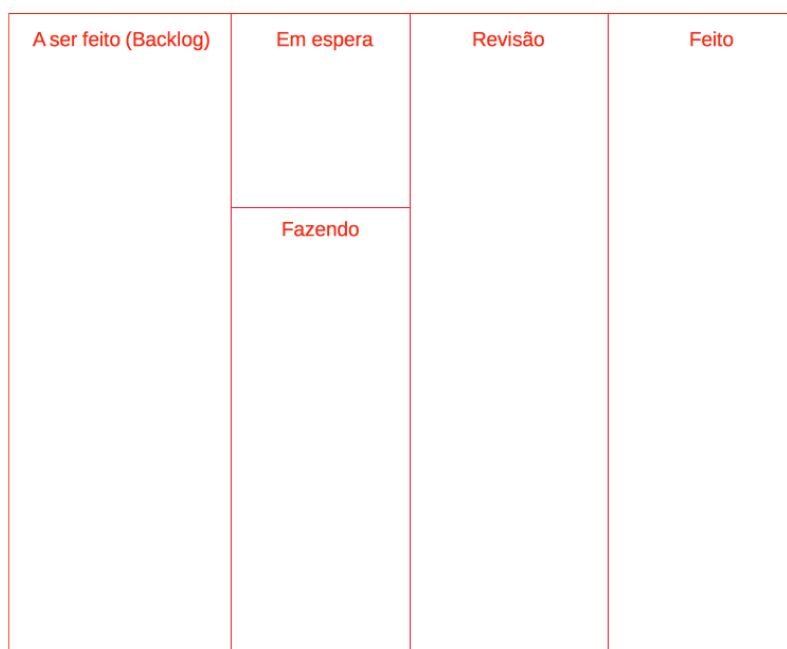 A ser feito (Backlog)
Em espera
Revisão
Feito
Fazendo